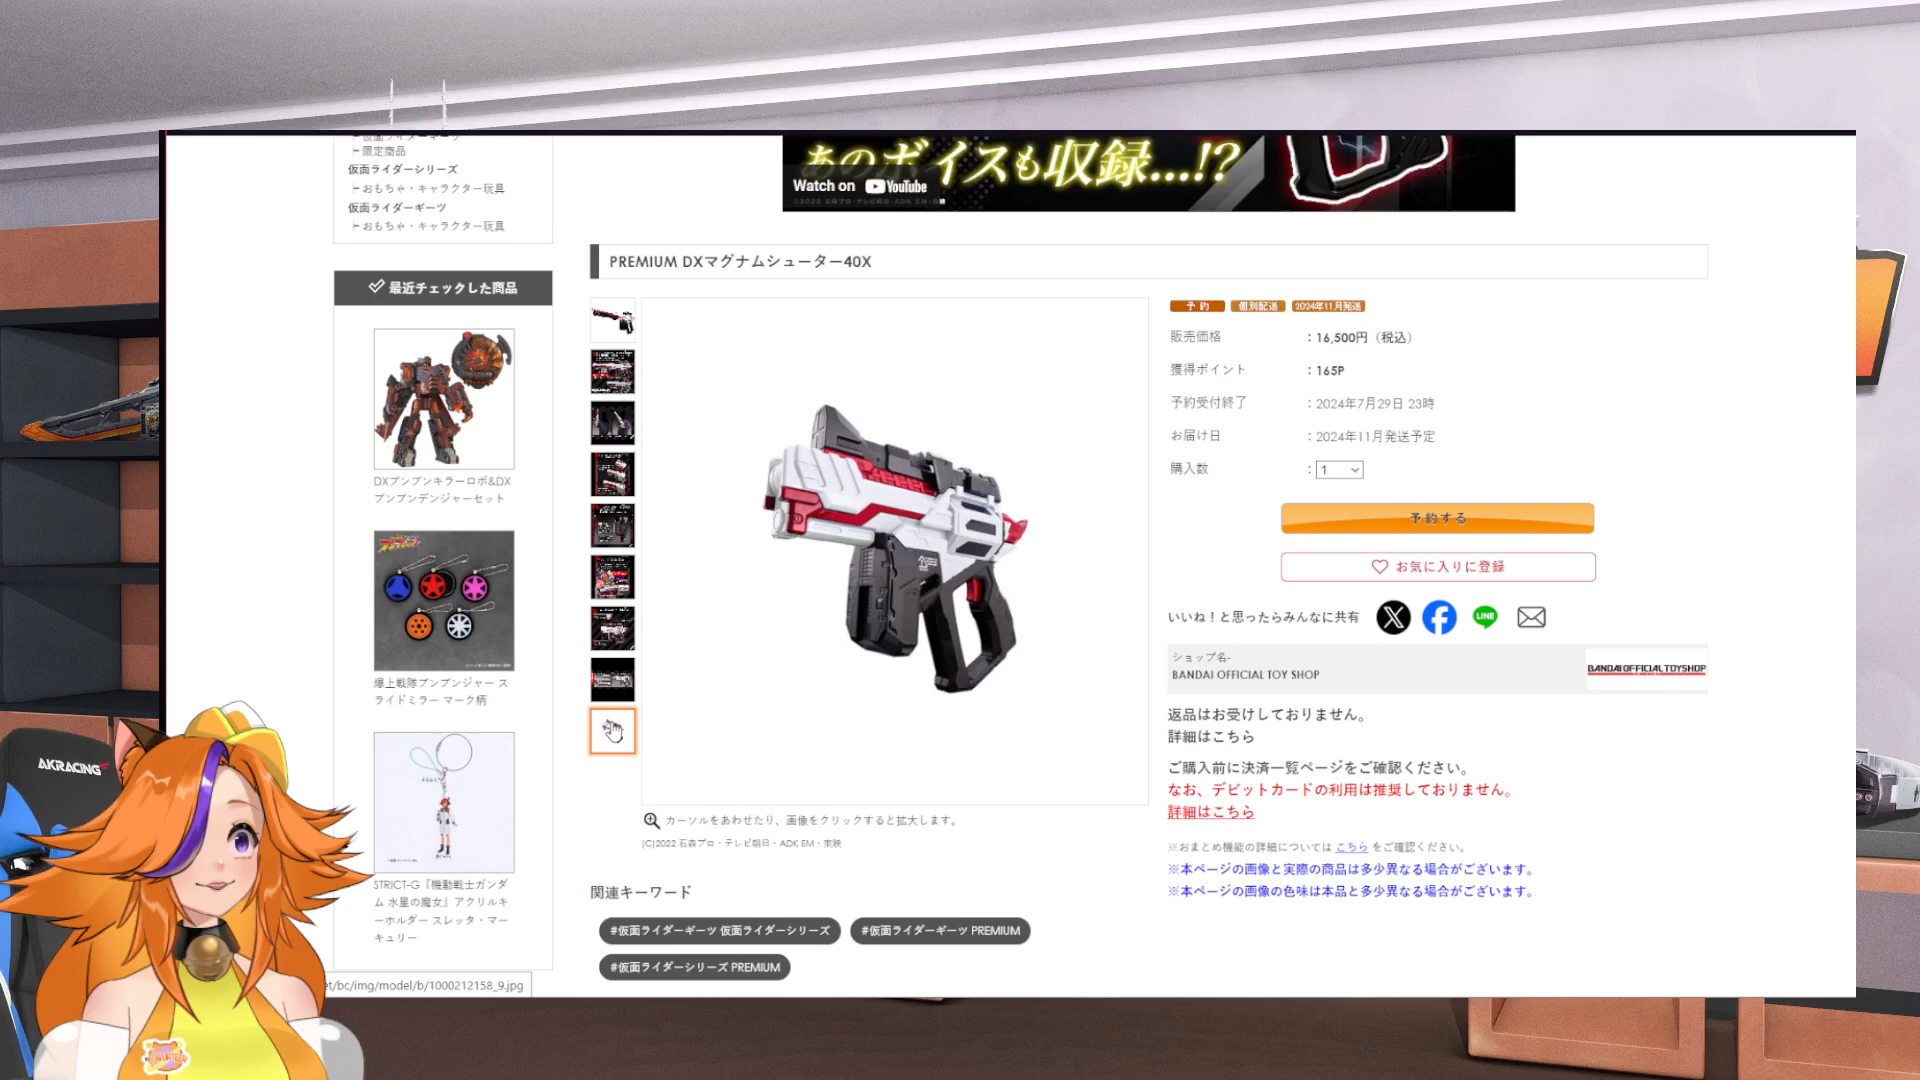 ├限定商品
仮面ライダーシリーズ
├おもちゃ・キャラクター玩具
仮面ライダーギーツ
├おもちゃ・キャラクター玩具
最近チェックした商品
DXブンブンキラーロボ&DX
ブンブンデンジャーセット
爆上戦隊ブンブンジャー ス
ライドミラー マーク柄
STRICT-G『機動戦士ガンダ
ム 水星の魔女』アクリルキ
ーホルダー スレッタ・マー
キュリー
et/bc/img/model/b/1000212158_9.jpg
あのボイスも収録...!?
Watch on YouTube
PREMIUM DXマグナムシューター40X
予約 個別配送 2024年11月発送
販売価格 : 16,500円（税込）
獲得ポイント : 165P
予約受付終了 : 2024年7月29日 23時
お届け日 : 2024年11月発送予定
購入数 : 1
予約する
お気に入りに登録
いいね！と思ったらみんなに共有
LINE
ショップ名-
BANDAI OFFICIAL TOY SHOP
BANDAI OFFICIAL TOY SHOP
返品はお受けしておりません。
詳細はこちら
ご購入前に決済一覧ページをご確認ください。
なお、デビットカードの利用は推奨しておりません。
詳細はこちら
※おまとめ機能の詳細については こちら をご確認ください。
※本ページの画像と実際の商品は多少異なる場合がございます。
※本ページの画像の色味は本品と多少異なる場合がございます。
カーソルをあわせたり、画像をクリックすると拡大します。
(C)2022 石森プロ・テレビ朝日・ADK EM・東映
関連キーワード
#仮面ライダーギーツ 仮面ライダーシリーズ
#仮面ライダーギーツ PREMIUM
#仮面ライダーシリーズ PREMIUM
AKRACING